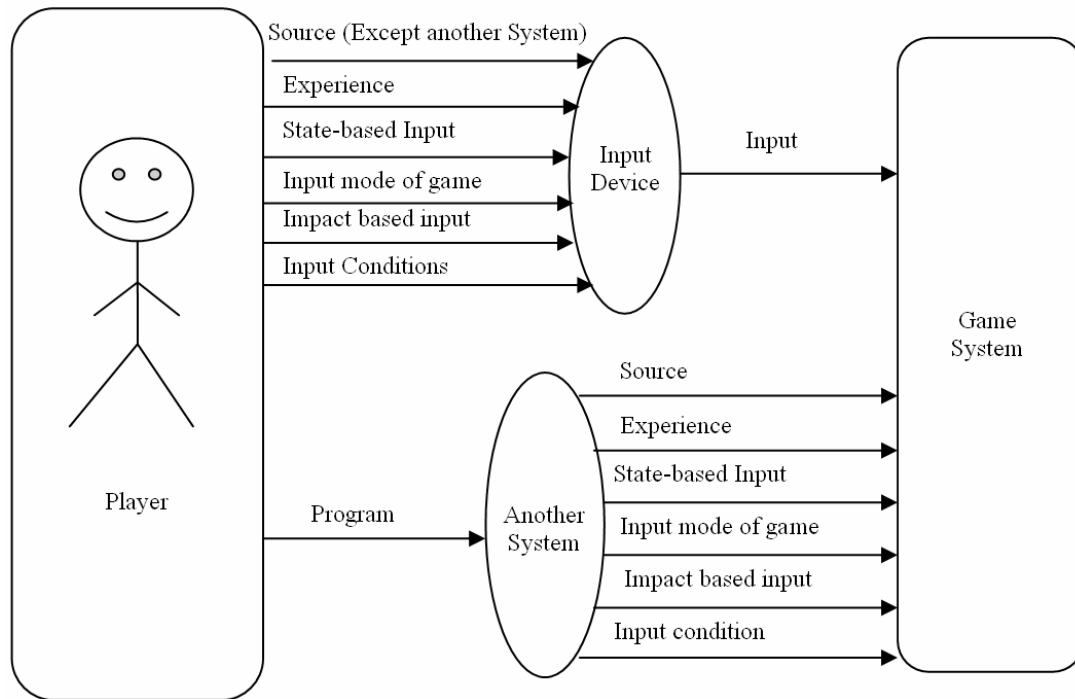 Source (Except another System)
Experience
State-based Input
Input mode of game
Impact based input
Input Conditions
Input
Device
Input
Game
System
Player
Program
Another
System
Source
Experience
State-based Input
Input mode of game
Impact based input
Input condition